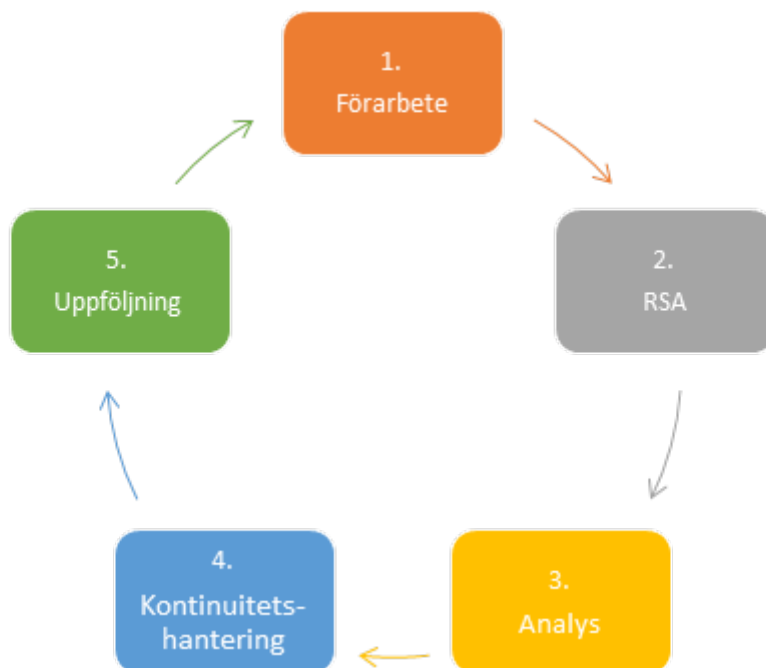 1.
Förarbete
2.
RSA
3.
Analys
4.
Kontinuitets-
hantering
5.
Uppföljning